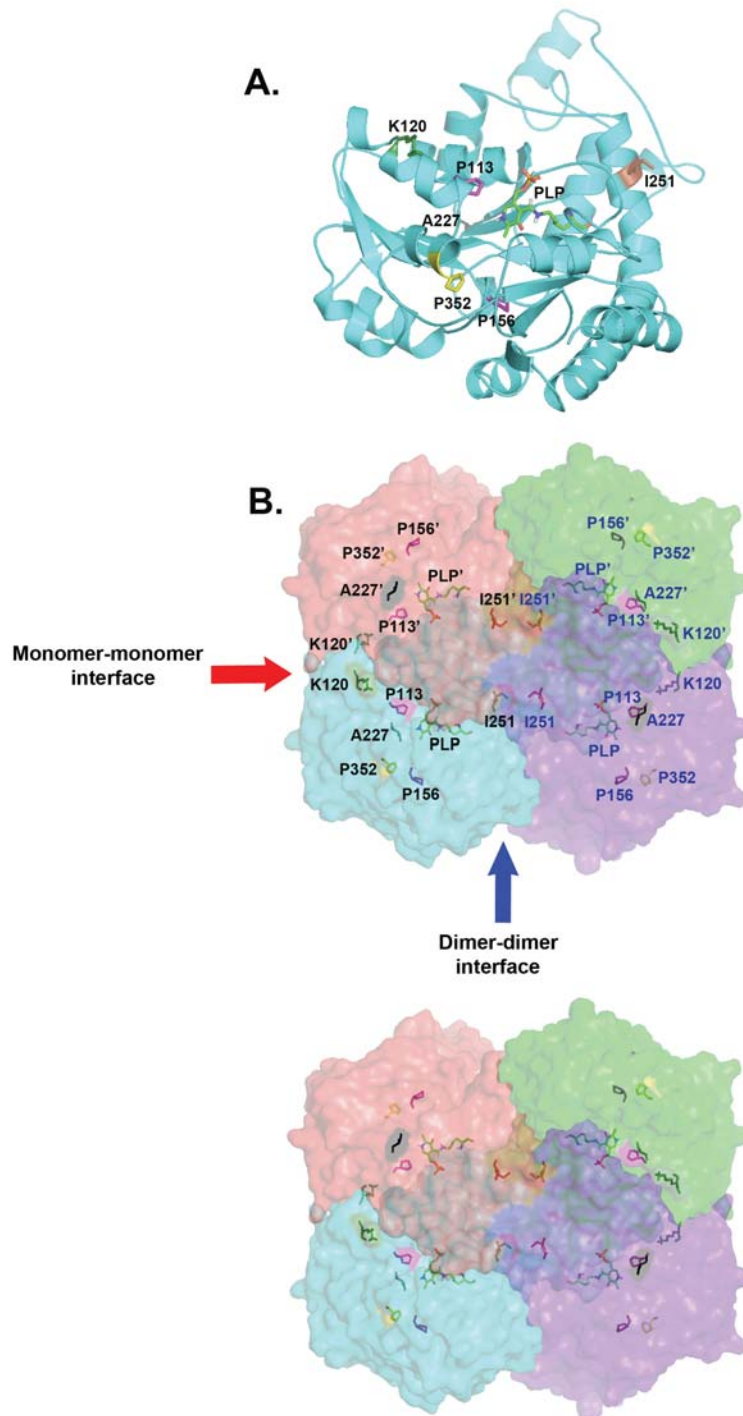 A.
K120
P113
PLP
I251
A227
P352
P156
B.
P156'
P352'
A227'
PLP'
P113'
I251'
I251'
P156'
P352'
PLP'
A227'
P113'
K120'
K120'
Monomer-monomer
interface
K120
P113
A227
PLP
I251
I251
P352
P156
P113
K120
A227
PLP
P156
P352
Dimer-dimer
interface